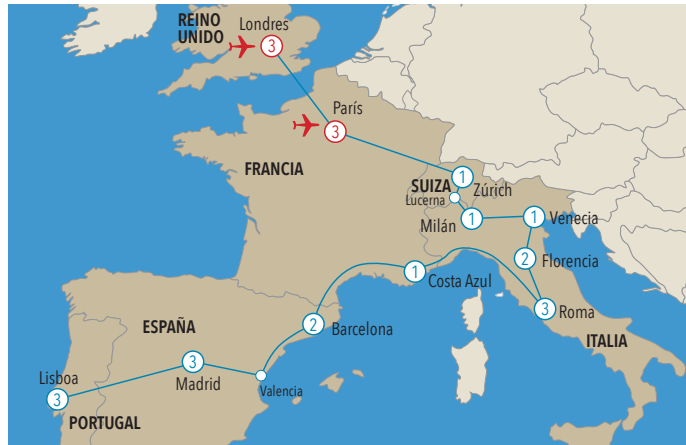 REINO
UNIDO
Londres
3
París
3
FRANCIA
SUIZA
1
Zúrich
Lucerna
Milán
1
1
Venecia
2
Florencia
1
Costa Azul
3
Roma
ITALIA
2
Barcelona
ESPAÑA
3
Madrid
Valencia
Lisboa
3
PORTUGAL